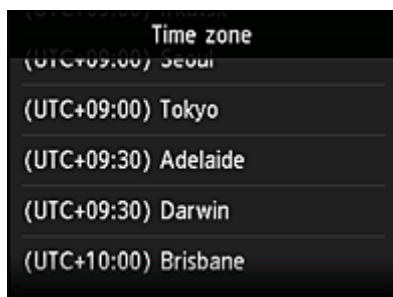 Time zone
(UTC+09:00) Seoul
(UTC+09:00) Tokyo
(UTC+09:30) Adelaide
(UTC+09:30) Darwin
(UTC+10:00) Brisbane